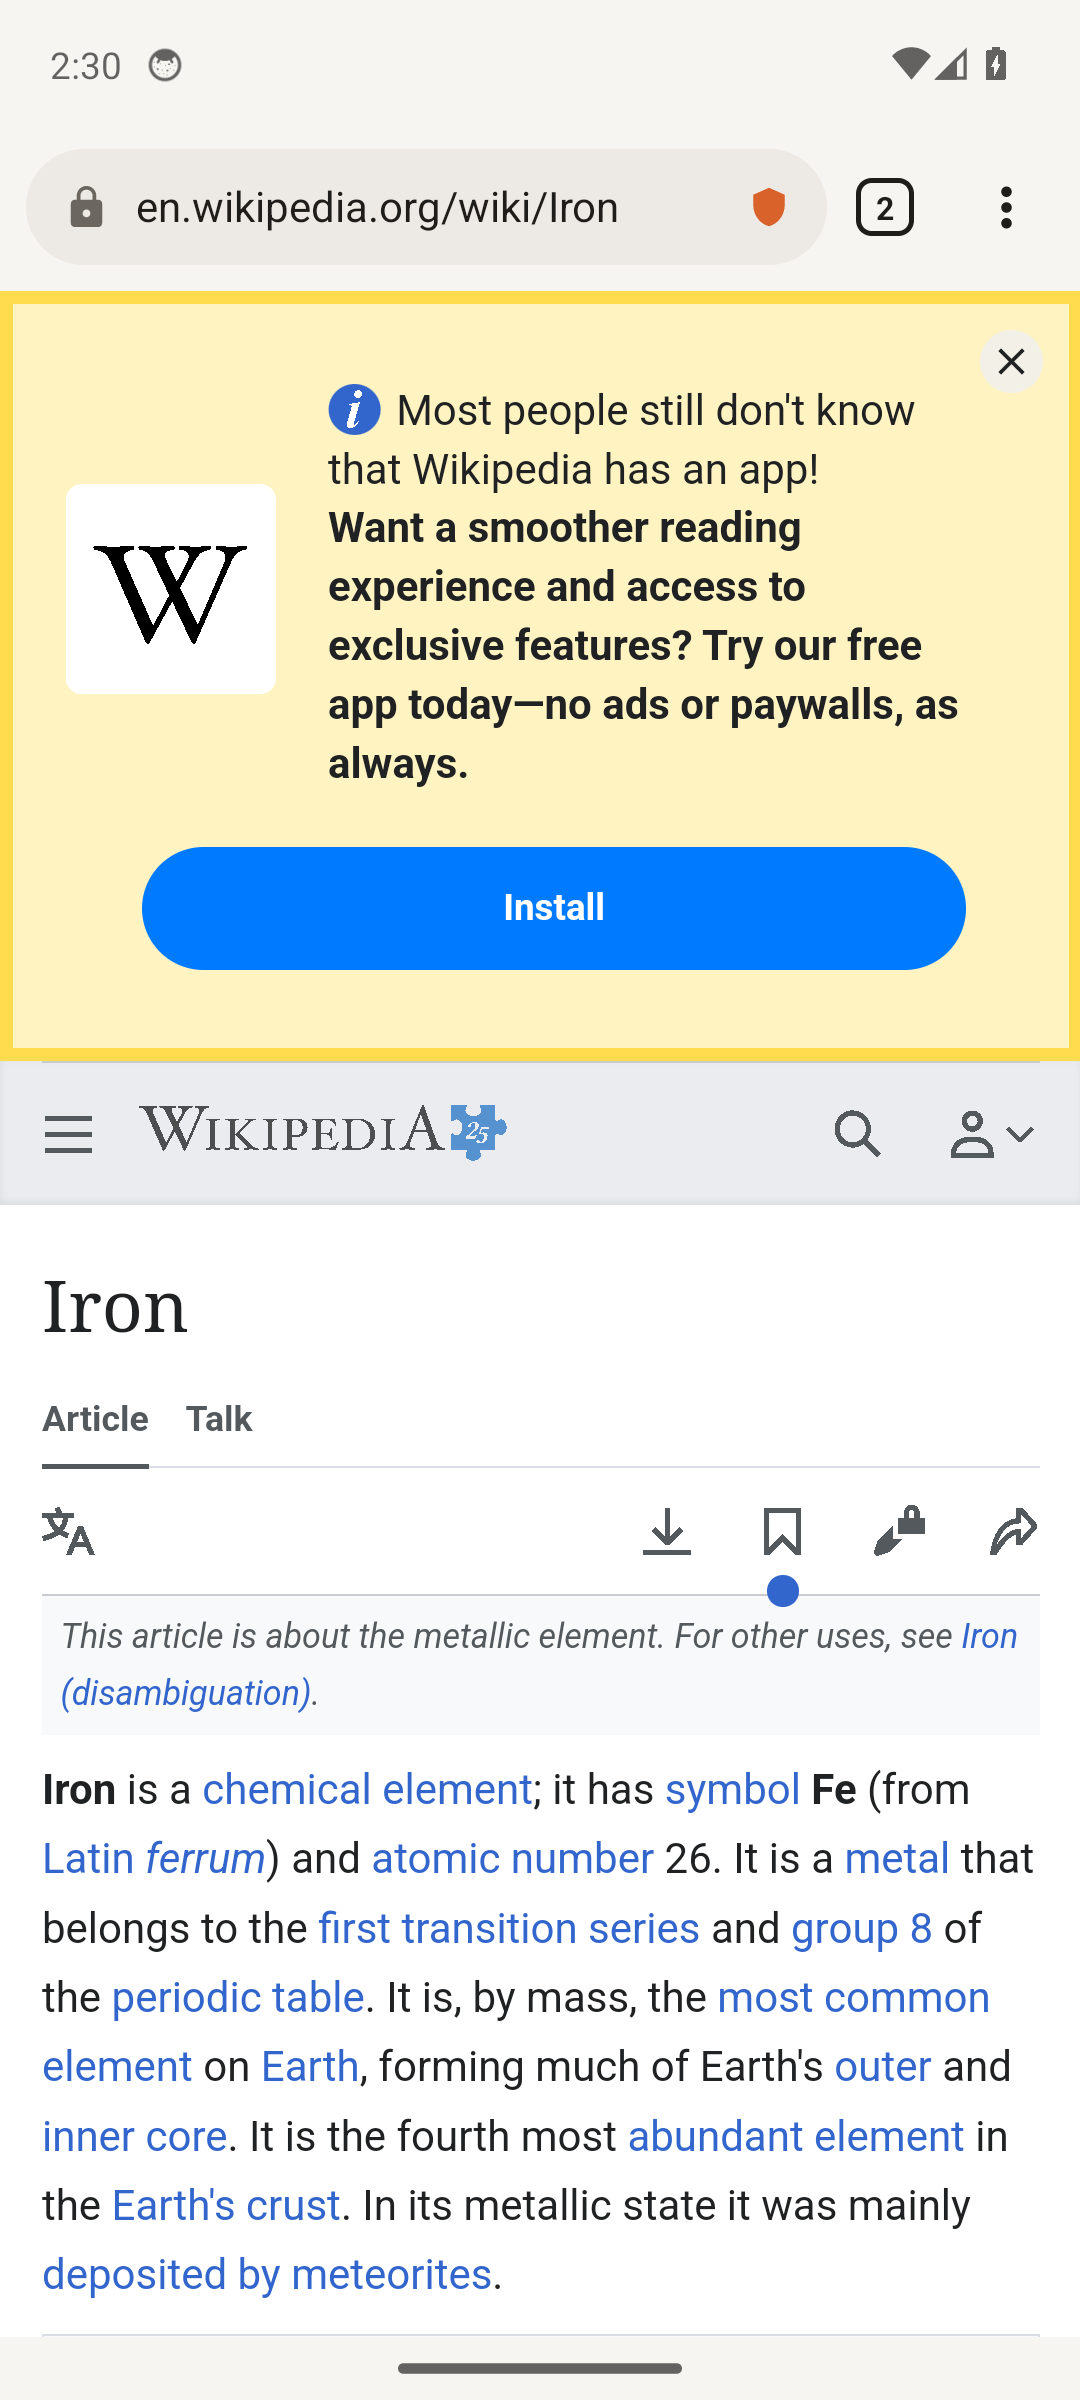 2:30
en.wikipedia.org/wiki/Iron
2
Most people still don't know
that Wikipedia has an app!
Want a smoother reading
experience and access to
exclusive features? Try our free
app today—no ads or paywalls, as
always.
W
Install
WIKIPEDIA 25
Iron
Article Talk
文A
This article is about the metallic element. For other uses, see Iron
(disambiguation).
Iron is a chemical element; it has symbol Fe (from
Latin ferrum) and atomic number 26. It is a metal that
belongs to the first transition series and group 8 of
the periodic table. It is, by mass, the most common
element on Earth, forming much of Earth's outer and
inner core. It is the fourth most abundant element in
the Earth's crust. In its metallic state it was mainly
deposited by meteorites.